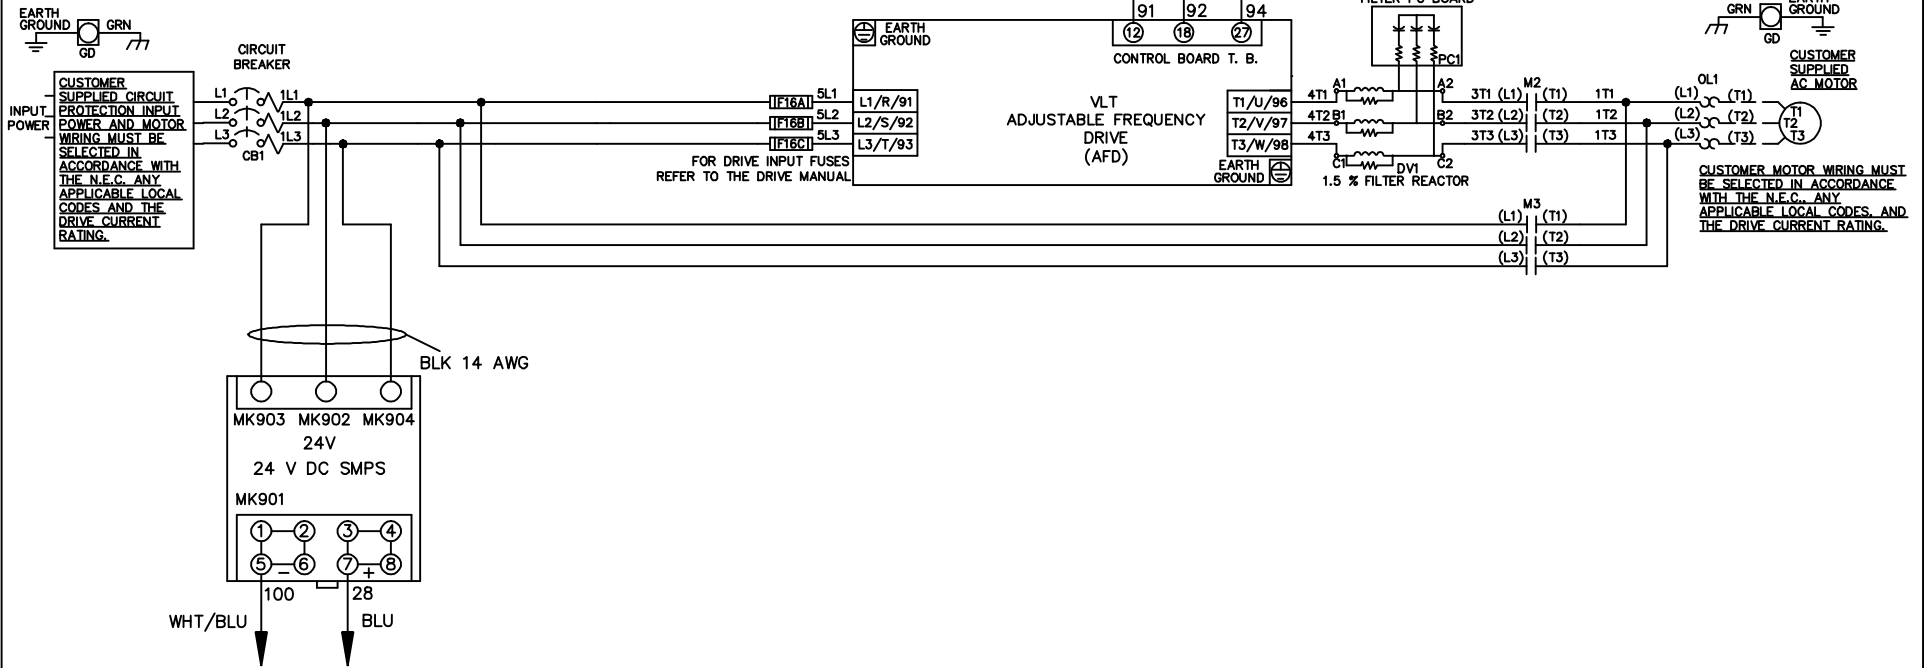 EARTH
GROUND
GRN
GD
CUSTOMER
SUPPLIED CIRCUIT
PROTECTION INPUT
POWER AND MOTOR
WIRING MUST BE
SELECTED IN
ACCORDANCE WITH
THE N.E.C. ANY
APPLICABLE LOCAL
CODES AND THE
DRIVE CURRENT
RATING.
INPUT
POWER
CIRCUIT
BREAKER
L1
L2
L3
1L1
1L2
1L3
CB1
F16A
F16B
F16C
5L1
5L2
5L3
FOR DRIVE INPUT FUSES
REFER TO THE DRIVE MANUAL
EARTH
GROUND
L1/R/91
L2/S/92
L3/T/93
91 92 94
12 18 27
CONTROL BOARD T. B.
VLT
ADJUSTABLE FREQUENCY
DRIVE
(AFD)
T1/U/96
T2/V/97
T3/W/98
EARTH
GROUND
PC1
4T1
4T2
4T3
A1
B1
C1
A2
B2
C2
DV1
1.5 % FILTER REACTOR
M2
3T1 (L1) (T1) 1T1
3T2 (L2) (T2) 1T2
3T3 (L3) (T3) 1T3
M3
(L1) (T1)
(L2) (T2)
(L3) (T3)
OL1
(L1) (T1)
(L2) (T2)
(L3) (T3)
T1
T2
T3
GRN
GROUND
GD
CUSTOMER
SUPPLIED
AC MOTOR
CUSTOMER MOTOR WIRING MUST
BE SELECTED IN ACCORDANCE
WITH THE N.E.C., ANY
APPLICABLE LOCAL CODES, AND
THE DRIVE CURRENT RATING.
BLK 14 AWG
MK903 MK902 MK904
24V
24 V DC SMPS
MK901
1 2 3 4
5 6 7 8
- +
100 28
WHT/BLU BLU